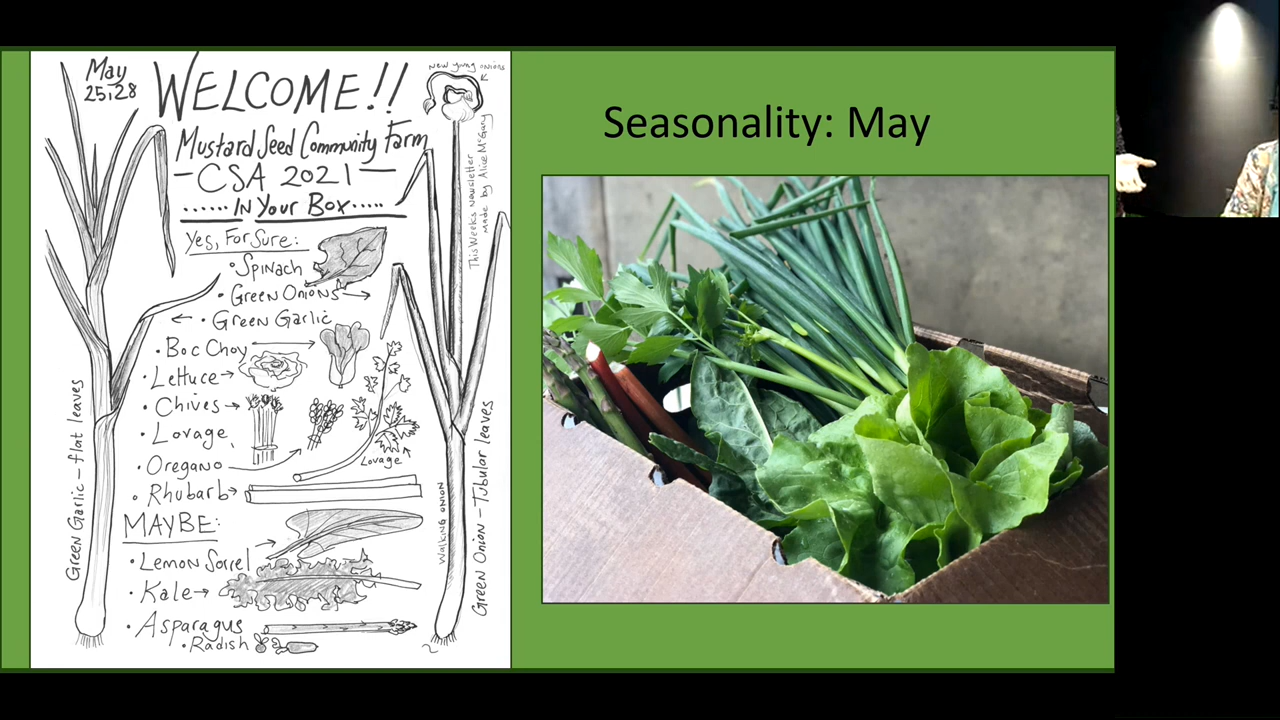 May
25,28
WELCOME!!
Mustard Seed Community Farm
CSA 2021
...... In Your Box.....
Yes, For Sure:
• Spinach
• Green Onions
• Green Garlic
• Boc Choy
• Lettuce
• Chives
• Lovage
• Oregano
• Rhubarb
MAYBE:
• Lemon Sorrel
• Kale
• Asparagus
• Radish
Green Garlic - flat leaves
Lovage
new young onions
This Week's Newsletter
made by Alice McGary
Walking Onion
Green Onion - Tubular leaves
Seasonality: May